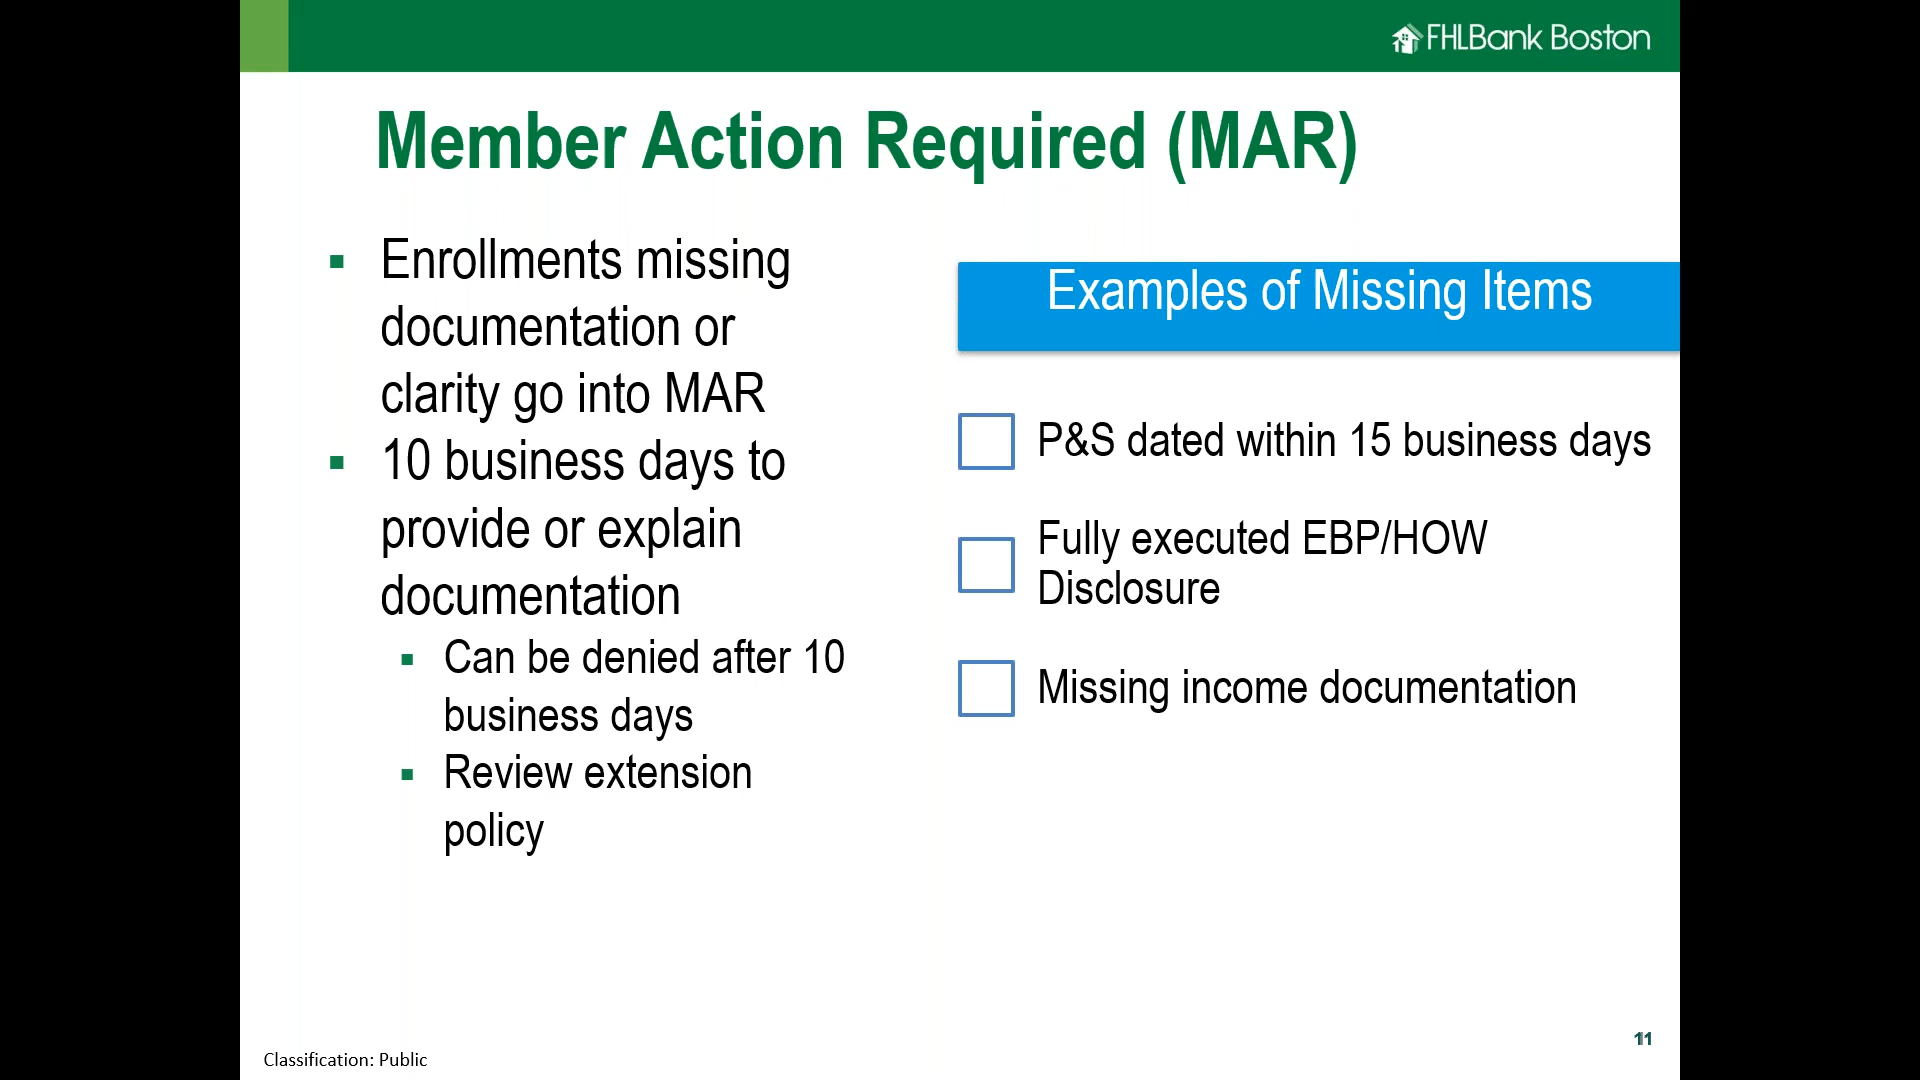 FHLBank Boston
Member Action Required (MAR)
▪ Enrollments missing
documentation or
clarity go into MAR
▪ 10 business days to
provide or explain
documentation
▪ Can be denied after 10
business days
▪ Review extension
policy
Examples of Missing Items
P&S dated within 15 business days
Fully executed EBP/HOW
Disclosure
Missing income documentation
11
Classification: Public